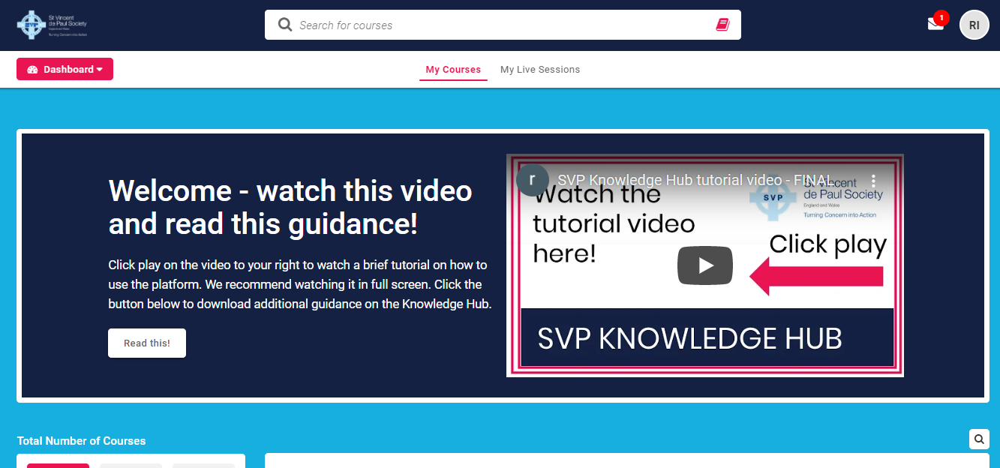 St Vincent
de Paul Society
England and Wales
Turning Concern into Action
SVP
Search for courses
1
RI
Dashboard
My Courses
My Live Sessions
Welcome - watch this video
and read this guidance!
Click play on the video to your right to watch a brief tutorial on how to
use the platform. We recommend watching it in full screen. Click the
button below to download additional guidance on the Knowledge Hub.
Read this!
r
SVP Knowledge Hub tutorial video - FINAL
Watch the
tutorial video
here!
SVP
St Vincent
de Paul Society
England and Wales
Turning Concern into Action
Click play
SVP KNOWLEDGE HUB
Total Number of Courses